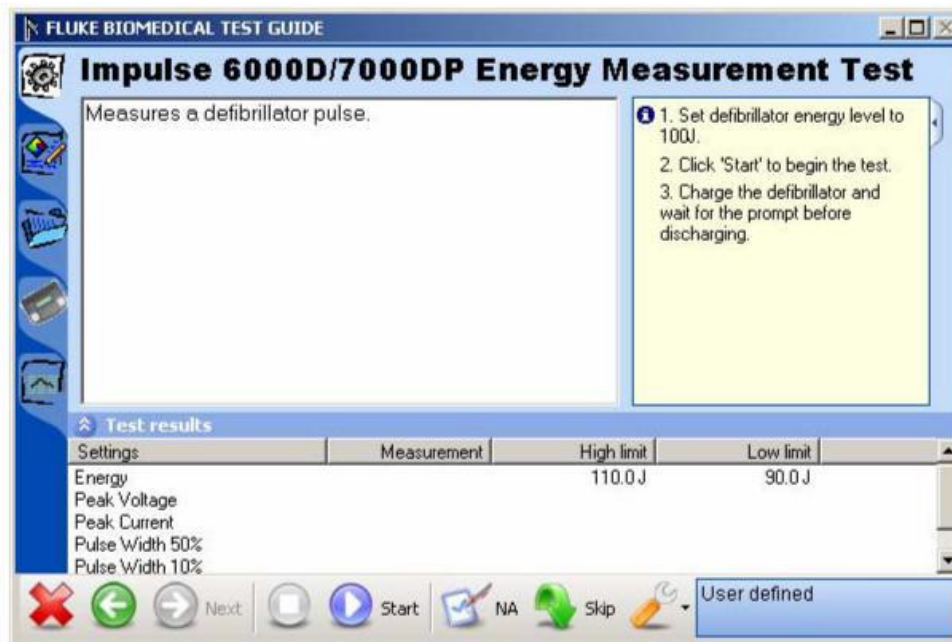 FLUKE BIOMEDICAL TEST GUIDE
Impulse 6000D/7000DP Energy Measurement Test
Measures a defibrillator pulse.
1. Set defibrillator energy level to
100J.
2. Click 'Start' to begin the test.
3. Charge the defibrillator and
wait for the prompt before
discharging.
Test results
Settings Measurement High limit Low limit
Energy 110.0 J 90.0 J
Peak Voltage
Peak Current
Pulse Width 50%
Pulse Width 10%
Next Start NA Skip User defined